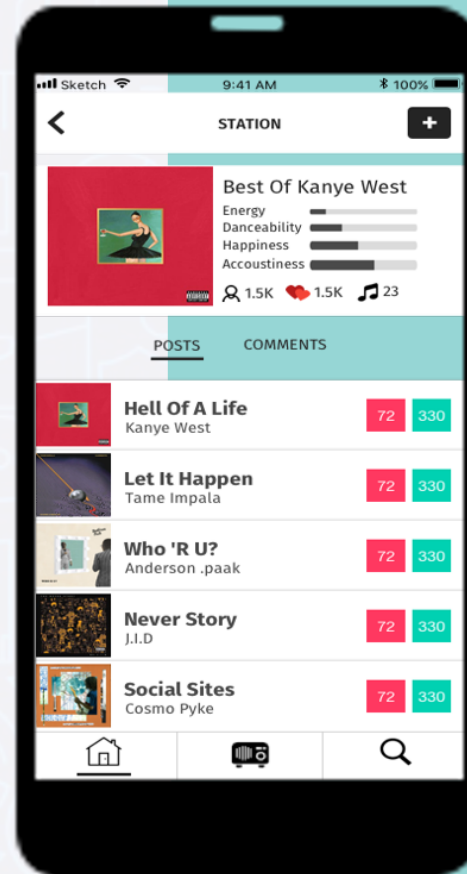 Sketch 9:41 AM 100%
STATION +
Best Of Kanye West
Energy
Danceability
Happiness
Accoustiness
1.5K 1.5K 23
POSTS COMMENTS
Hell Of A Life 72 330
Kanye West
Let It Happen 72 330
Tame Impala
Who 'R U? 72 330
Anderson .paak
Never Story 72 330
J.I.D
Social Sites 72 330
Cosmo Pyke